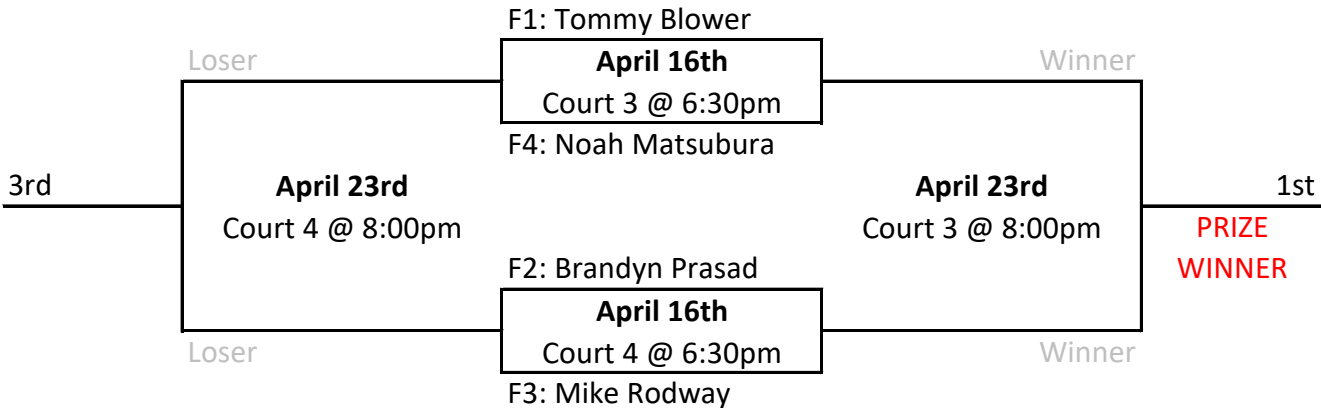 F1: Tommy Blower
Loser
April 16th
Winner
Court 3 @ 6:30pm
F4: Noah Matsubura
3rd
April 23rd
April 23rd
1st
Court 4 @ 8:00pm
Court 3 @ 8:00pm
PRIZE
WINNER
F2: Brandyn Prasad
April 16th
Loser
Court 4 @ 6:30pm
Winner
F3: Mike Rodway